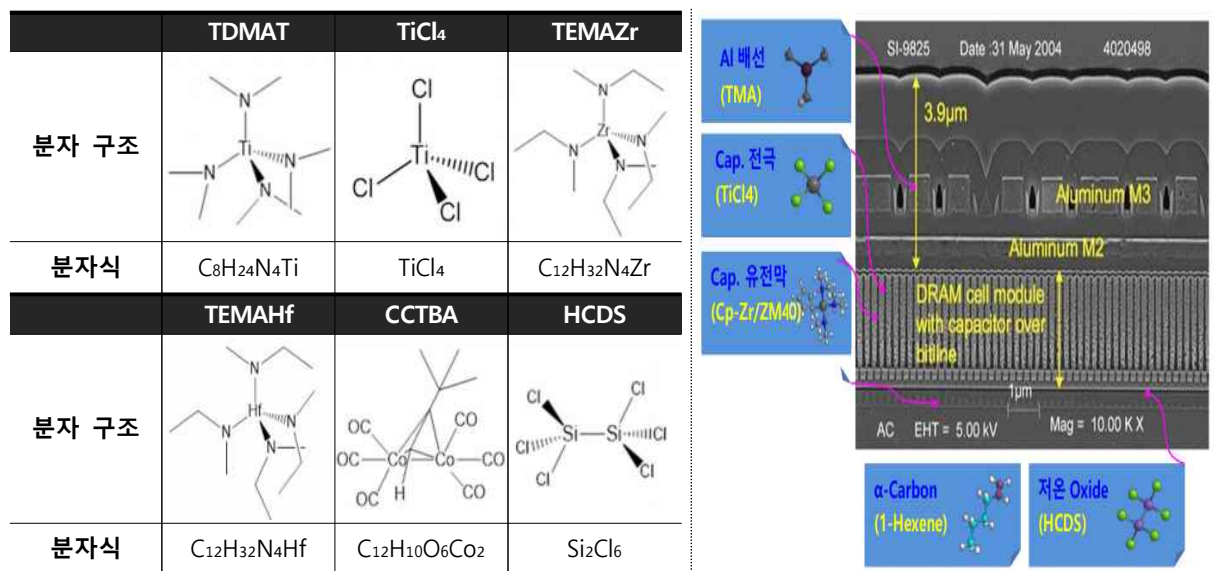 TDMAT TiCl4 TEMAZr
분자 구조
N N Ti N N
Cl Ti Cl Cl Cl
N Zr N N N
분자식 C8H24N4Ti TiCl4 C12H32N4Zr
TEMAHf CCTBA HCDS
분자 구조
N Hf N N N
OC CO OC Co Co CO OC H CO
Cl Cl Cl Si Si Cl Cl Cl
분자식 C12H32N4Hf C12H10O6Co2 Si2Cl6
Al 배선
(TMA)
Cap. 전극
(TiCl4)
Cap. 유전막
(Cp-Zr/ZM40)
SI-9825 Date :31 May 2004 4020498
3.9μm
Aluminum M3
Aluminum M2
DRAM cell module
with capacitor over
bitline
1μm
AC EHT = 5.00 kV Mag = 10.00 K X
α-Carbon
(1-Hexene)
저온 Oxide
(HCDS)